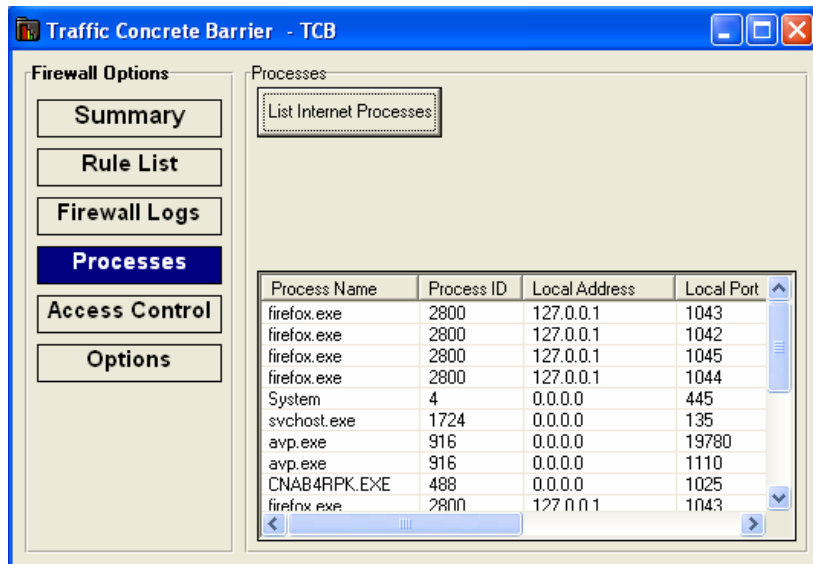 Traffic Concrete Barrier - TCB
Firewall Options
Summary
Rule List
Firewall Logs
Processes
Access Control
Options
Processes
List Internet Processes
Process Name Process ID Local Address Local Port
firefox.exe 2800 127.0.0.1 1043
firefox.exe 2800 127.0.0.1 1042
firefox.exe 2800 127.0.0.1 1045
firefox.exe 2800 127.0.0.1 1044
System 4 0.0.0.0 445
svchost.exe 1724 0.0.0.0 135
avp.exe 916 0.0.0.0 19780
avp.exe 916 0.0.0.0 1110
CNAB4RPK.EXE 488 0.0.0.0 1025
firefox.exe 2800 127.0.0.1 1043